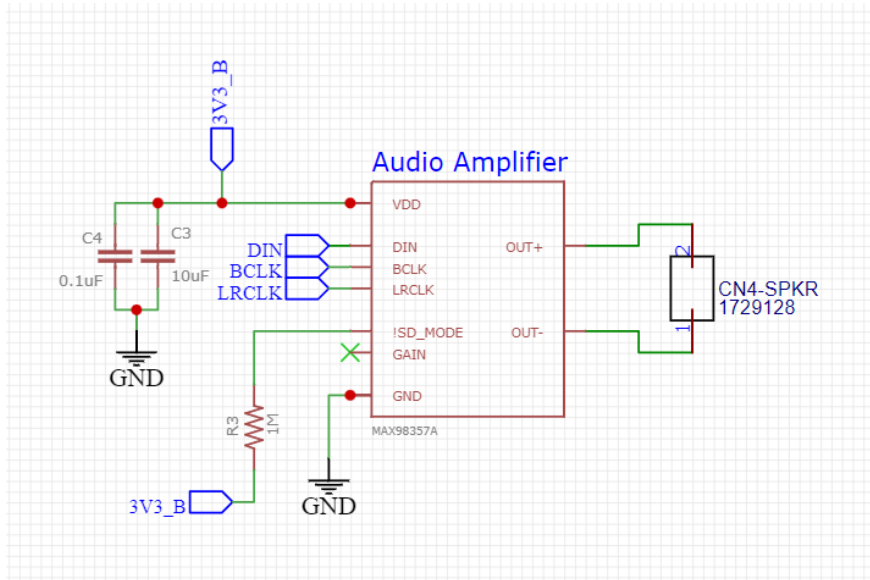 3V3_B
Audio Amplifier
VDD
C4
C3
0.1uF
10uF
DIN
BCLK
LRCLK
DIN
BCLK
LRCLK
OUT+
2
CN4-SPKR
1729128
1
!SD_MODE
OUT-
GAIN
GND
GND
MAX98357A
R3
1M
3V3_B
GND